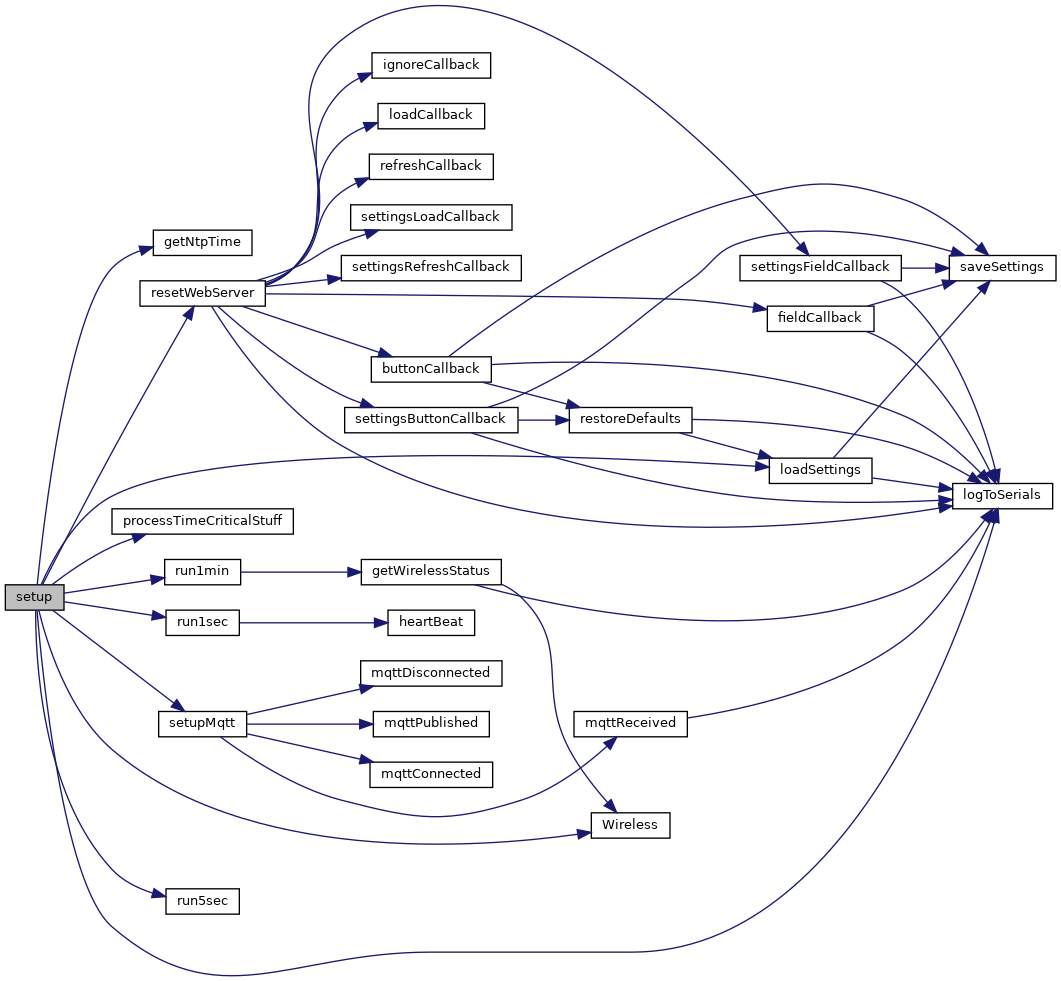 ignoreCallback
loadCallback
refreshCallback
settingsLoadCallback
getNtpTime
settingsRefreshCallback
settingsFieldCallback
saveSettings
resetWebServer
fieldCallback
buttonCallback
settingsButtonCallback
restoreDefaults
loadSettings
logToSerials
processTimeCriticalStuff
run1min
getWirelessStatus
setup
run1sec
heartBeat
mqttDisconnected
setupMqtt
mqttPublished
mqttReceived
mqttConnected
Wireless
run5sec